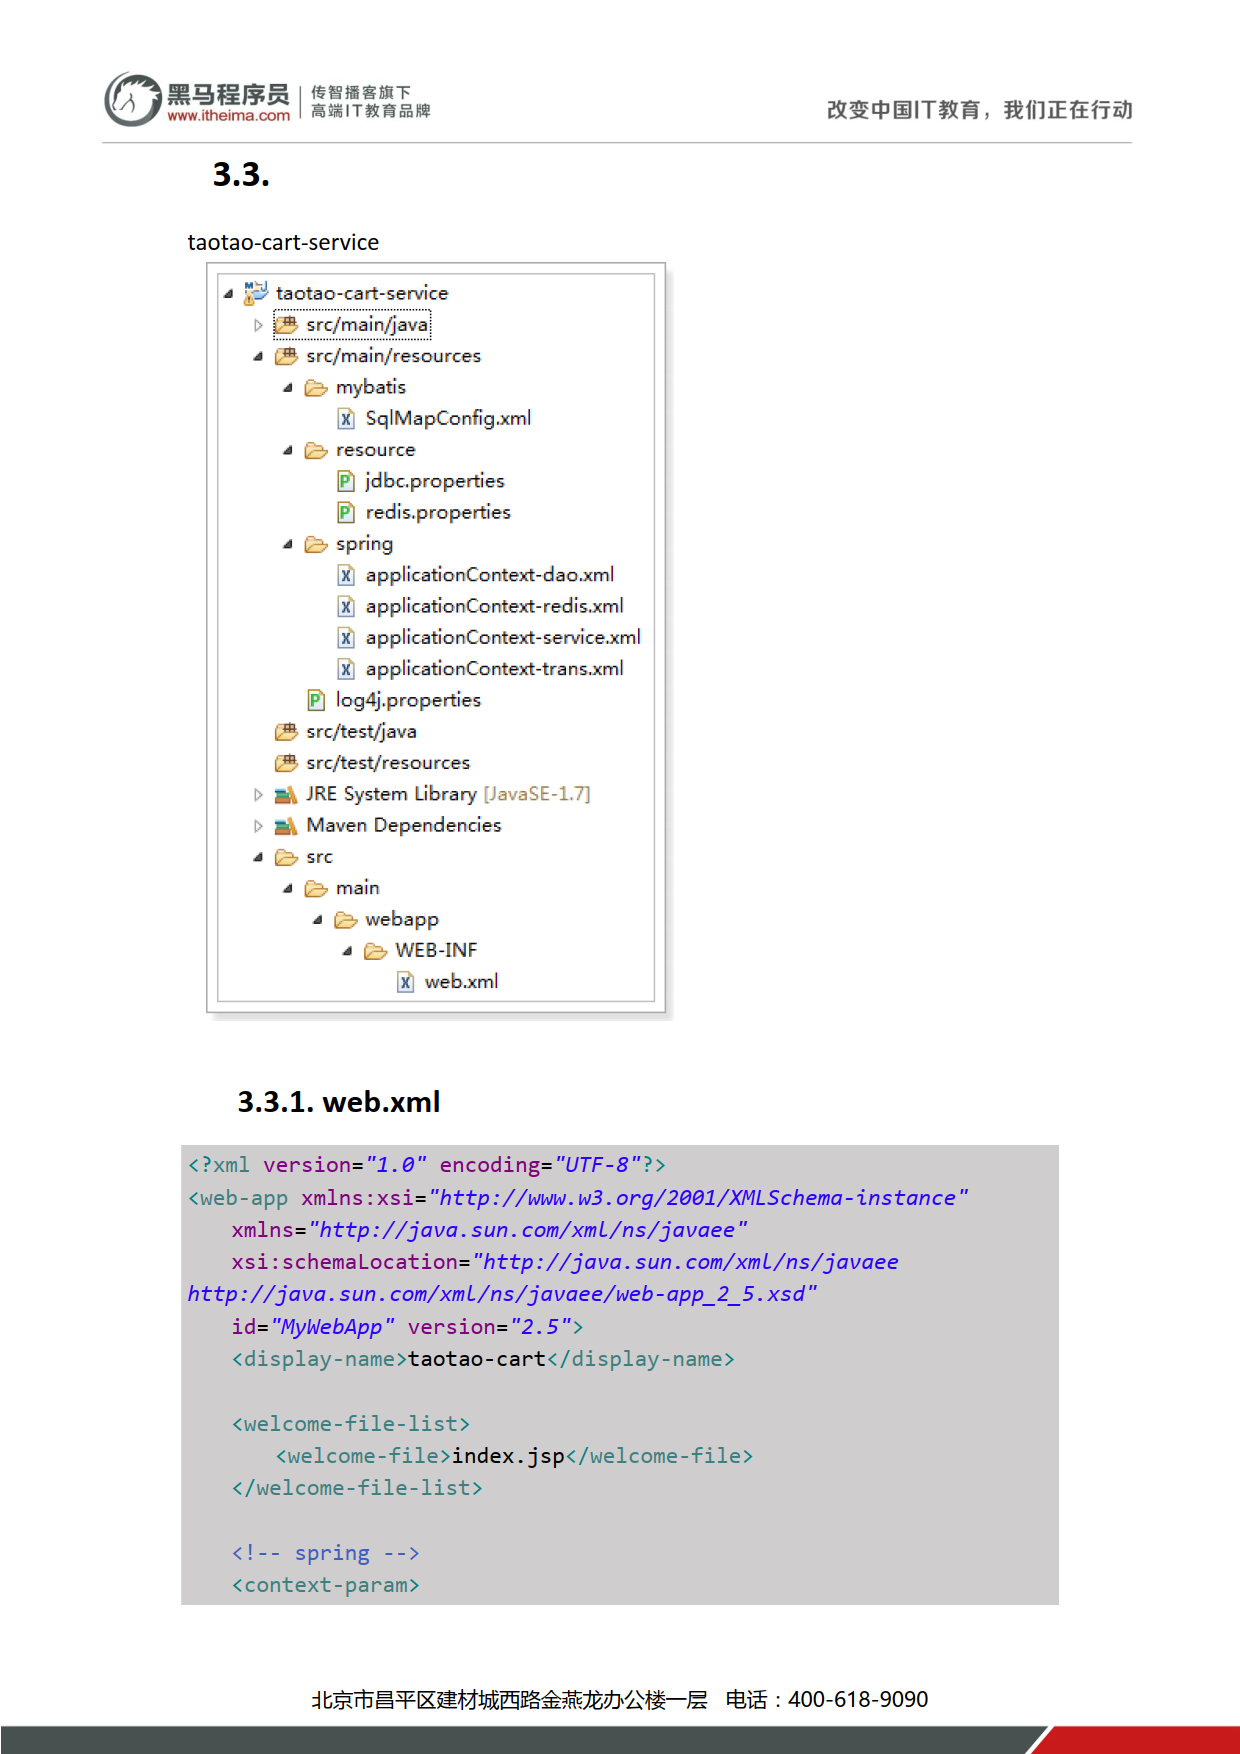 黑马程序员
www.itheima.com
传智播客旗下
高端IT教育品牌
改变中国IT教育，我们正在行动
3.3.
taotao-cart-service
taotao-cart-service
src/main/java
src/main/resources
mybatis
SqlMapConfig.xml
resource
jdbc.properties
redis.properties
spring
applicationContext-dao.xml
applicationContext-redis.xml
applicationContext-service.xml
applicationContext-trans.xml
log4j.properties
src/test/java
src/test/resources
JRE System Library [JavaSE-1.7]
Maven Dependencies
src
main
webapp
WEB-INF
web.xml
3.3.1. web.xml
<?xml version="1.0" encoding="UTF-8"?>
<web-app xmlns:xsi="http://www.w3.org/2001/XMLSchema-instance"
xmlns="http://java.sun.com/xml/ns/javaee"
xsi:schemaLocation="http://java.sun.com/xml/ns/javaee
http://java.sun.com/xml/ns/javaee/web-app_2_5.xsd"
id="MyWebApp" version="2.5">
<display-name>taotao-cart</display-name>
<welcome-file-list>
<welcome-file>index.jsp</welcome-file>
</welcome-file-list>
<!-- spring -->
<context-param>
北京市昌平区建材城西路金燕龙办公楼一层 电话：400-618-9090